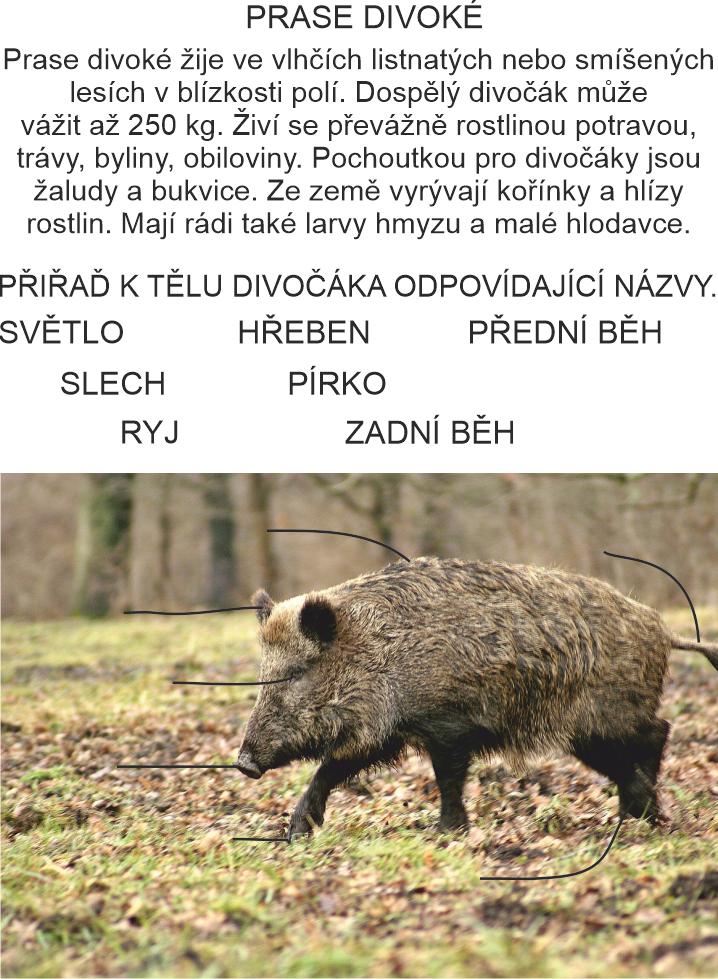 PRASE DIVOKÉ
Prase divoké žije ve vlhčích listnatých nebo smíšených
lesích v blízkosti polí. Dospělý divočák může
vážit až 250 kg. Živí se převážně rostlinou potravou,
trávy, byliny, obiloviny. Pochoutkou pro divočáky jsou
žaludy a bukvice. Ze země vyrývají kořínky a hlízy
rostlin. Mají rádi také larvy hmyzu a malé hlodavce.
PŘIŘAĎ K TĚLU DIVOČÁKA ODPOVÍDAJÍCÍ NÁZVY.
SVĚTLO HŘEBEN PŘEDNÍ BĚH
SLECH PÍRKO
RYJ ZADNÍ BĚH